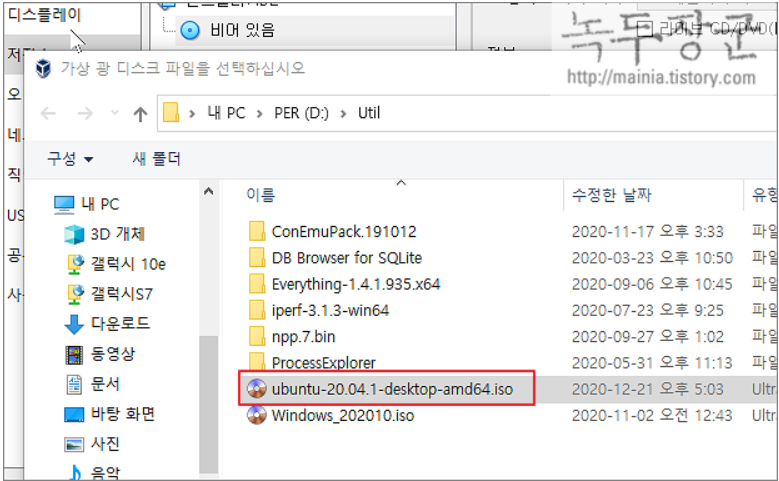 디스플레이
비어 있음
녹두장군
라이브 CD/DVD(
http://mainia.tistory.com
가상 광 디스크 파일을 선택하십시오
내 PC > PER (D:) > Util
구성 새 폴더
이름 수정한 날짜 유형
내 PC
3D 개체
갤럭시 10e
갤럭시S7
다운로드
동영상
문서
바탕 화면
사진
음악
ConEmuPack.191012 2020-11-17 오후 3:33 파일
DB Browser for SQLite 2020-03-23 오후 10:50 파일
Everything-1.4.1.935.x64 2020-09-06 오후 10:45 파일
iperf-3.1.3-win64 2020-07-23 오후 9:25 파일
npp.7.bin 2020-09-27 오후 1:02 파일
ProcessExplorer 2020-05-31 오후 11:13 파일
ubuntu-20.04.1-desktop-amd64.iso 2020-12-21 오후 5:03 Ultra
Windows_202010.iso 2020-11-02 오전 12:43 Ultra